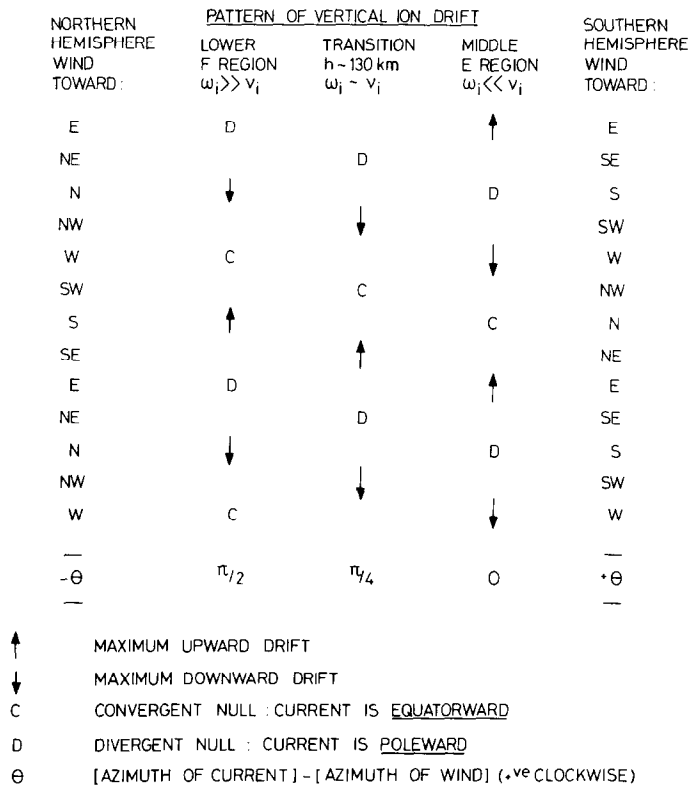 PATTERN OF VERTICAL ION DRIFT
NORTHERN HEMISPHERE WIND TOWARD : LOWER F REGION ωi>> νi TRANSITION h~130 km ωi ~ νi MIDDLE E REGION ωi<< νi SOUTHERN HEMISPHERE WIND TOWARD :
E D ↑ E
NE D SE
N ↓ D S
NW ↓ SW
W C ↓ W
SW C NW
S ↑ C N
SE ↑ NE
E D ↑ E
NE D SE
N ↓ D S
NW ↓ SW
W C ↓ W
-θ π/2 π/4 0 +θ
↑ MAXIMUM UPWARD DRIFT
↓ MAXIMUM DOWNWARD DRIFT
C CONVERGENT NULL : CURRENT IS EQUATORWARD
D DIVERGENT NULL : CURRENT IS POLEWARD
θ [AZIMUTH OF CURRENT] - [AZIMUTH OF WIND] (+ve CLOCKWISE)